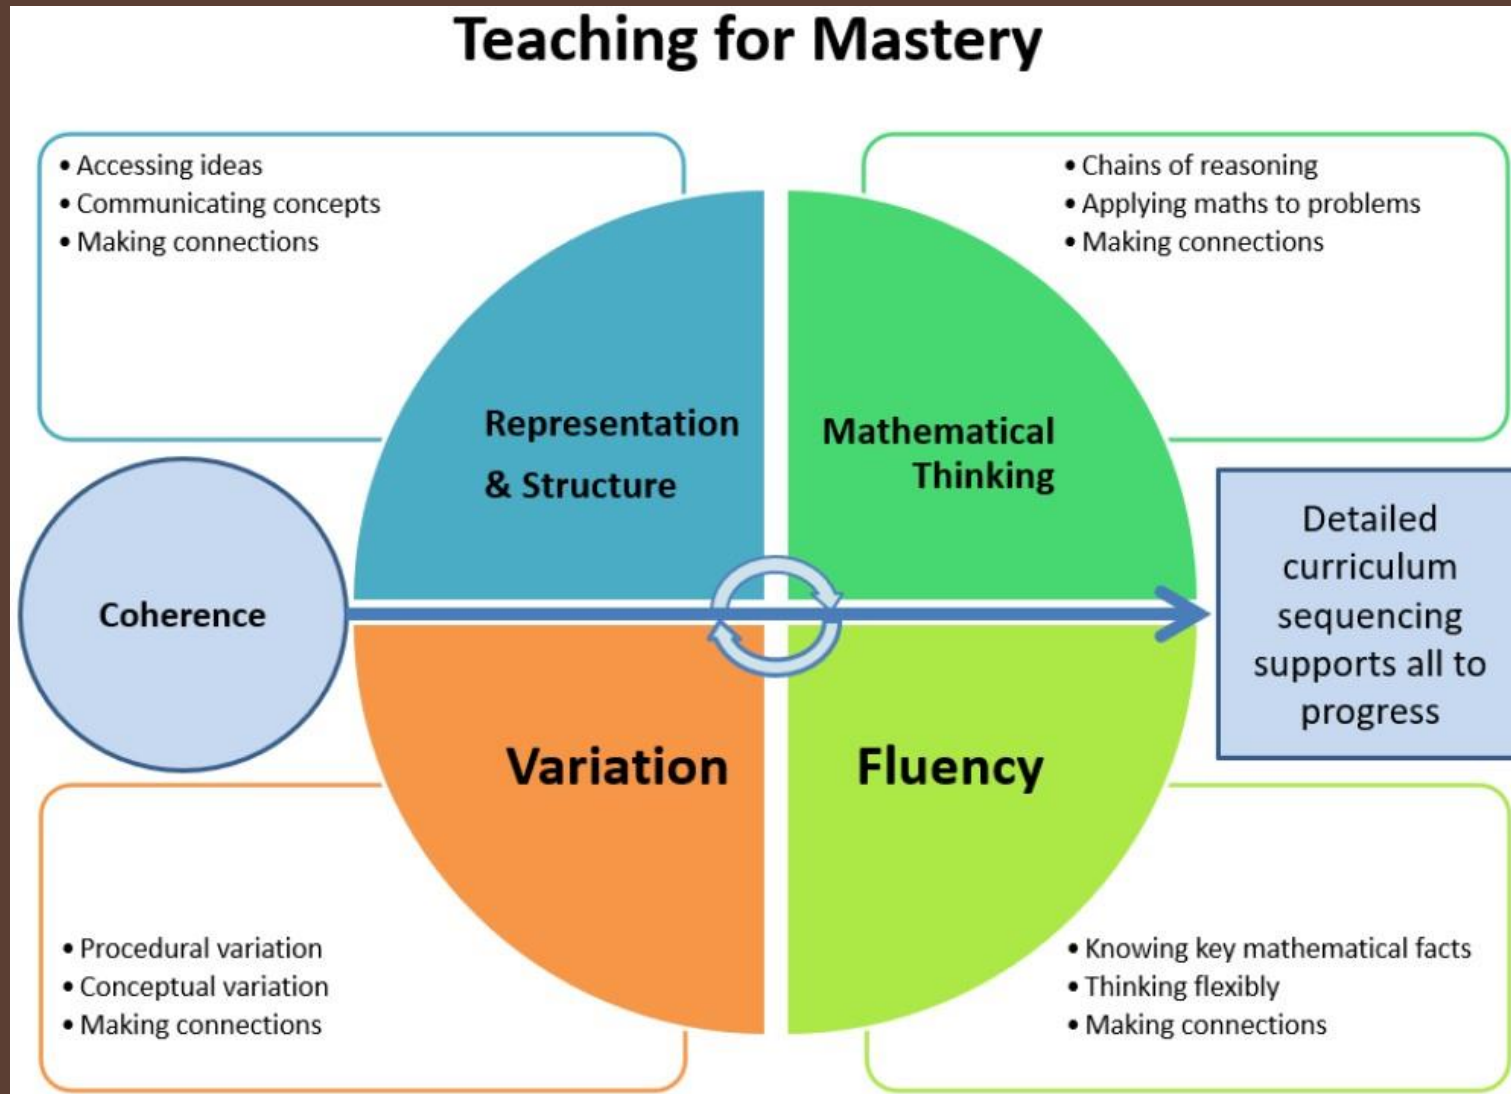 Teaching for Mastery
• Accessing ideas
• Communicating concepts
• Making connections
• Chains of reasoning
• Applying maths to problems
• Making connections
Representation
& Structure
Mathematical
Thinking
Coherence
Detailed
curriculum
sequencing
supports all to
progress
Variation
Fluency
• Procedural variation
• Conceptual variation
• Making connections
• Knowing key mathematical facts
• Thinking flexibly
• Making connections